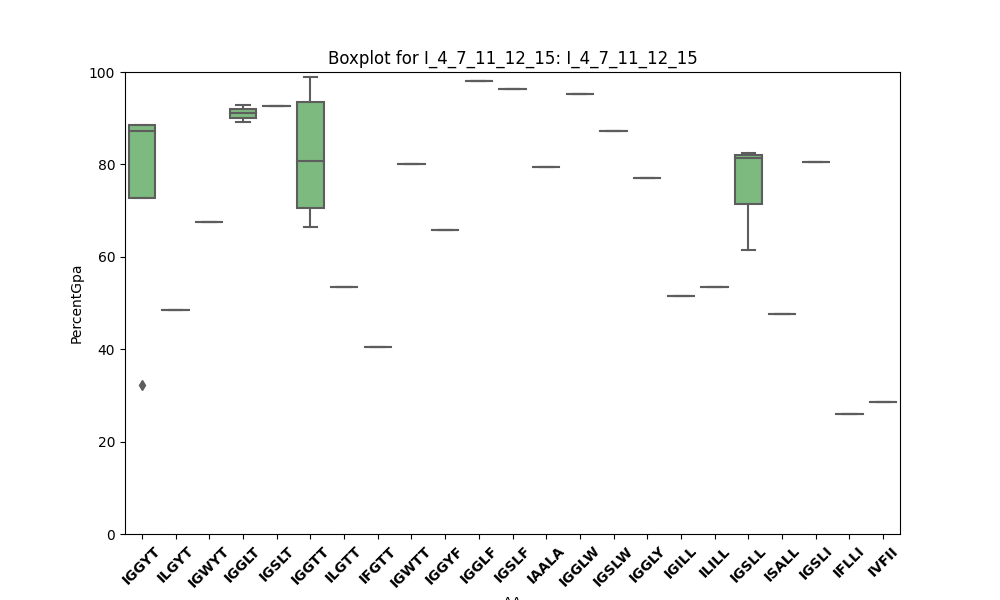 Boxplot for I_4_7_11_12_15: I_4_7_11_12_15
100
80
60
40
20
0
PercentGpa
IGGYT
ILGYT
IGWYT
IGGLT
IGSLT
IGGTT
ILGTT
IFGTT
IGWTT
IGGYF
IGGLF
IGSLF
IAALA
IGGLW
IGSLW
IGGLY
IGILL
ILILL
IGSLL
ISALL
IGSLI
IFLLI
IVFII